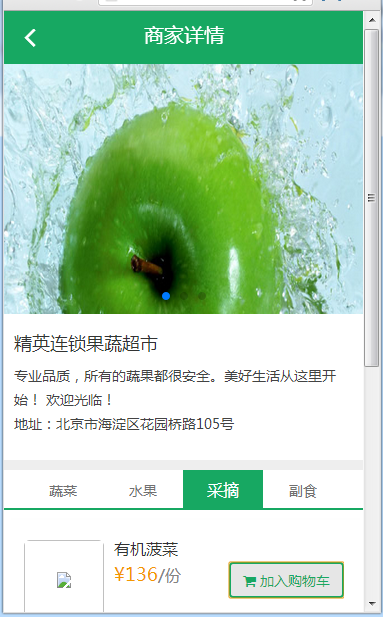 商家详情
精英连锁果蔬超市
专业品质，所有的蔬果都很安全。美好生活从这里开
始！ 欢迎光临！
地址：北京市海淀区花园桥路105号
蔬菜 水果 采摘 副食
有机菠菜
¥136/份
加入购物车